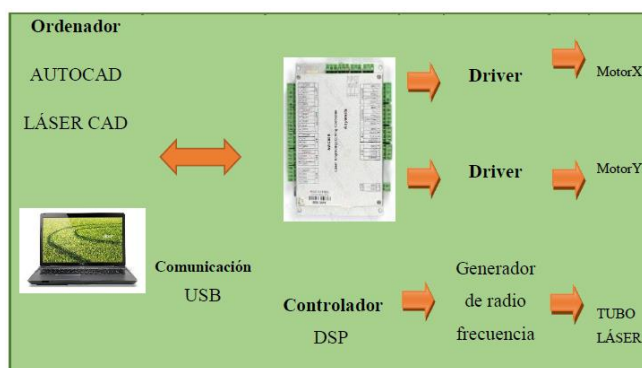 Ordenador
AUTOCAD
LÁSER CAD
Comunicación
USB
Controlador
DSP
Driver
MotorX
Driver
MotorY
Generador
de radio
frecuencia
TUBO
LÁSER